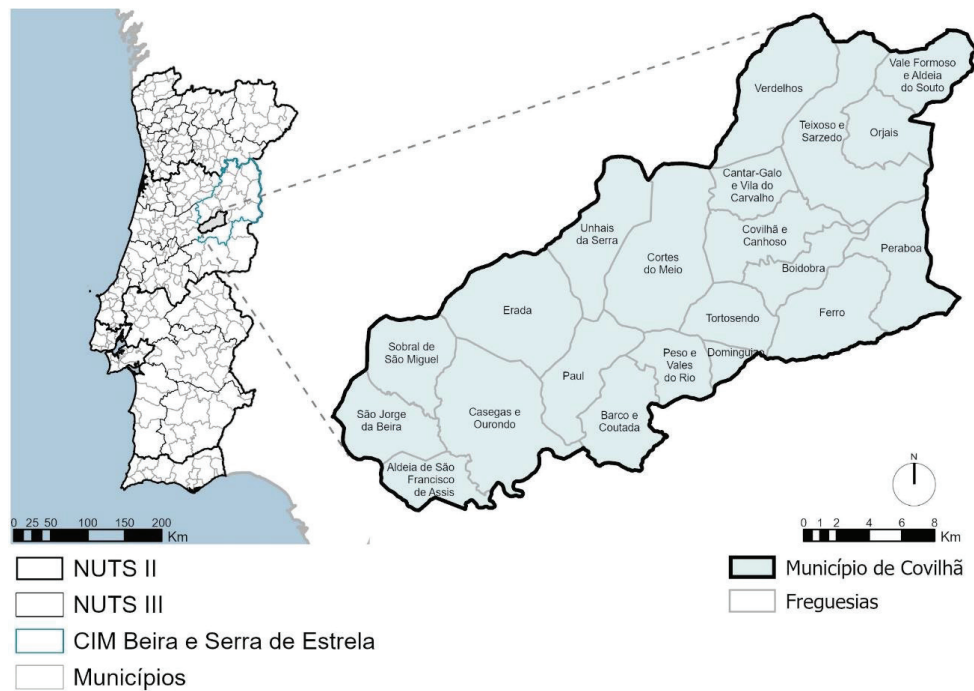 Vale Formoso
e Aldeia
do Souto
Verdelhos
Teixoso e
Sarzedo
Orjais
Cantar-Galo
e Vila do
Carvalho
Unhais
da Serra
Covilhã e
Canhoso
Peraboa
Cortes
do Meio
Boidobra
Erada
Tortosendo
Ferro
Sobral de
São Miguel
Peso e
Vales
do Rio
Dominguizo
Paul
São Jorge
da Beira
Casegas e
Ourondo
Barco e
Coutada
Aldeia de São
Francisco
de Assis
N
0 25 50 100 150 200
Km
0 1 2 4 6 8
Km
NUTS II
NUTS III
CIM Beira e Serra de Estrela
Municípios
Município de Covilhã
Freguesias